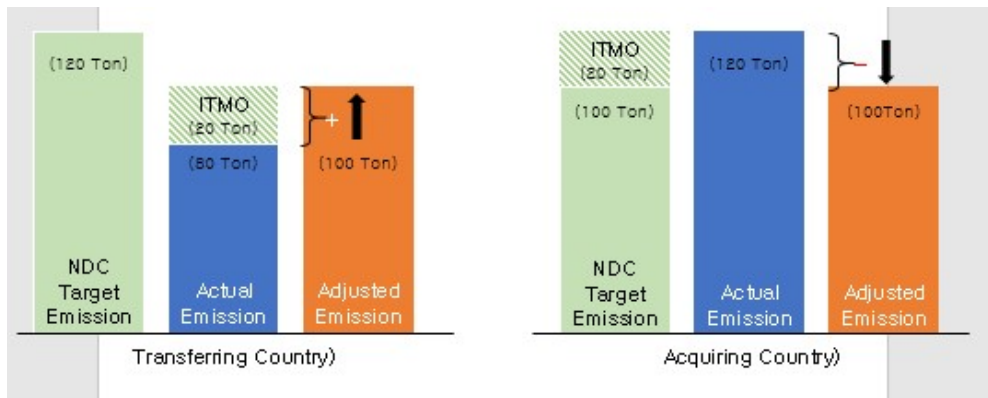 (120 Ton)
NDC
Target
Emission
ITMO
(20 Ton)
(80 Ton)
Actual
Emission
+
(100 Ton)
Adjusted
Emission
Transferring Country)
ITMO
(20 Ton)
(100 Ton)
NDC
Target
Emission
(120 Ton)
Actual
Emission
−
(100Ton)
Adjusted
Emission
Acquiring Country)